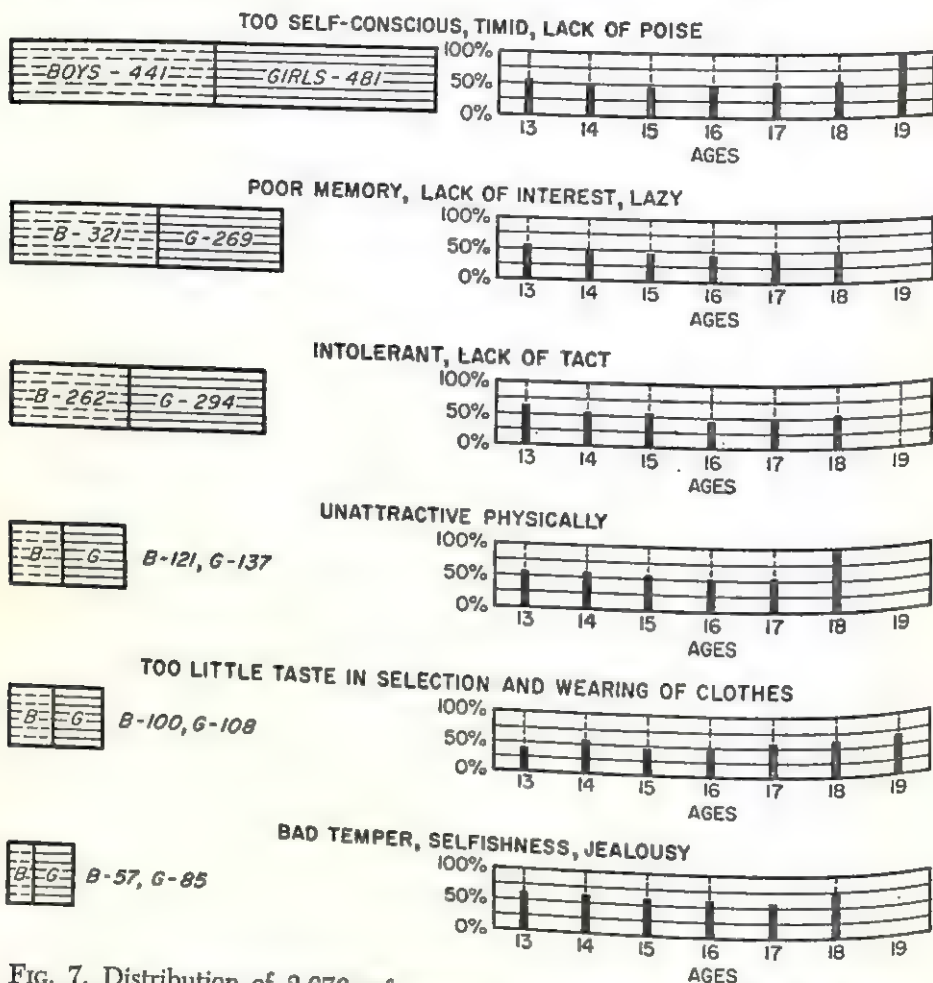 TOO SELF-CONSCIOUS, TIMID, LACK OF POISE
BOYS - 441 GIRLS - 481
100%
50%
0%
13 14 15 16 17 18 19
AGES
POOR MEMORY, LACK OF INTEREST, LAZY
B - 321 G - 269
100%
50%
0%
13 14 15 16 17 18 19
AGES
INTOLERANT, LACK OF TACT
B - 262 G - 294
100%
50%
0%
13 14 15 16 17 18 19
AGES
UNATTRACTIVE PHYSICALLY
B G B-121, G-137
100%
50%
0%
13 14 15 16 17 18 19
AGES
TOO LITTLE TASTE IN SELECTION AND WEARING OF CLOTHES
B G B-100, G-108
100%
50%
0%
13 14 15 16 17 18 19
AGES
BAD TEMPER, SELFISHNESS, JEALOUSY
B G B-57, G-85
100%
50%
0%
13 14 15 16 17 18 19
AGES
FIG. 7. Distribution of